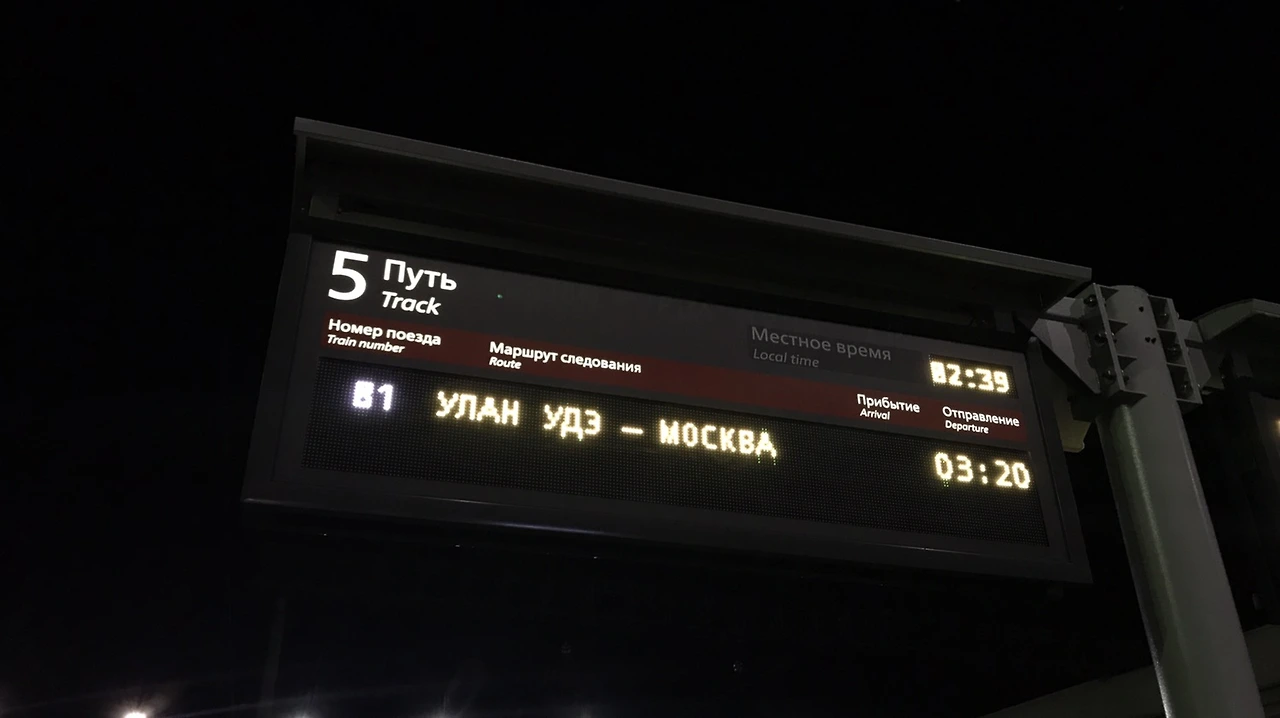 5 Путь
Track
Местное время
Local time
02:39
Номер поезда
Train number
Маршрут следования
Route
Прибытие
Arrival
Отправление
Departure
УЛАН УДЭ – МОСКВА
03:20